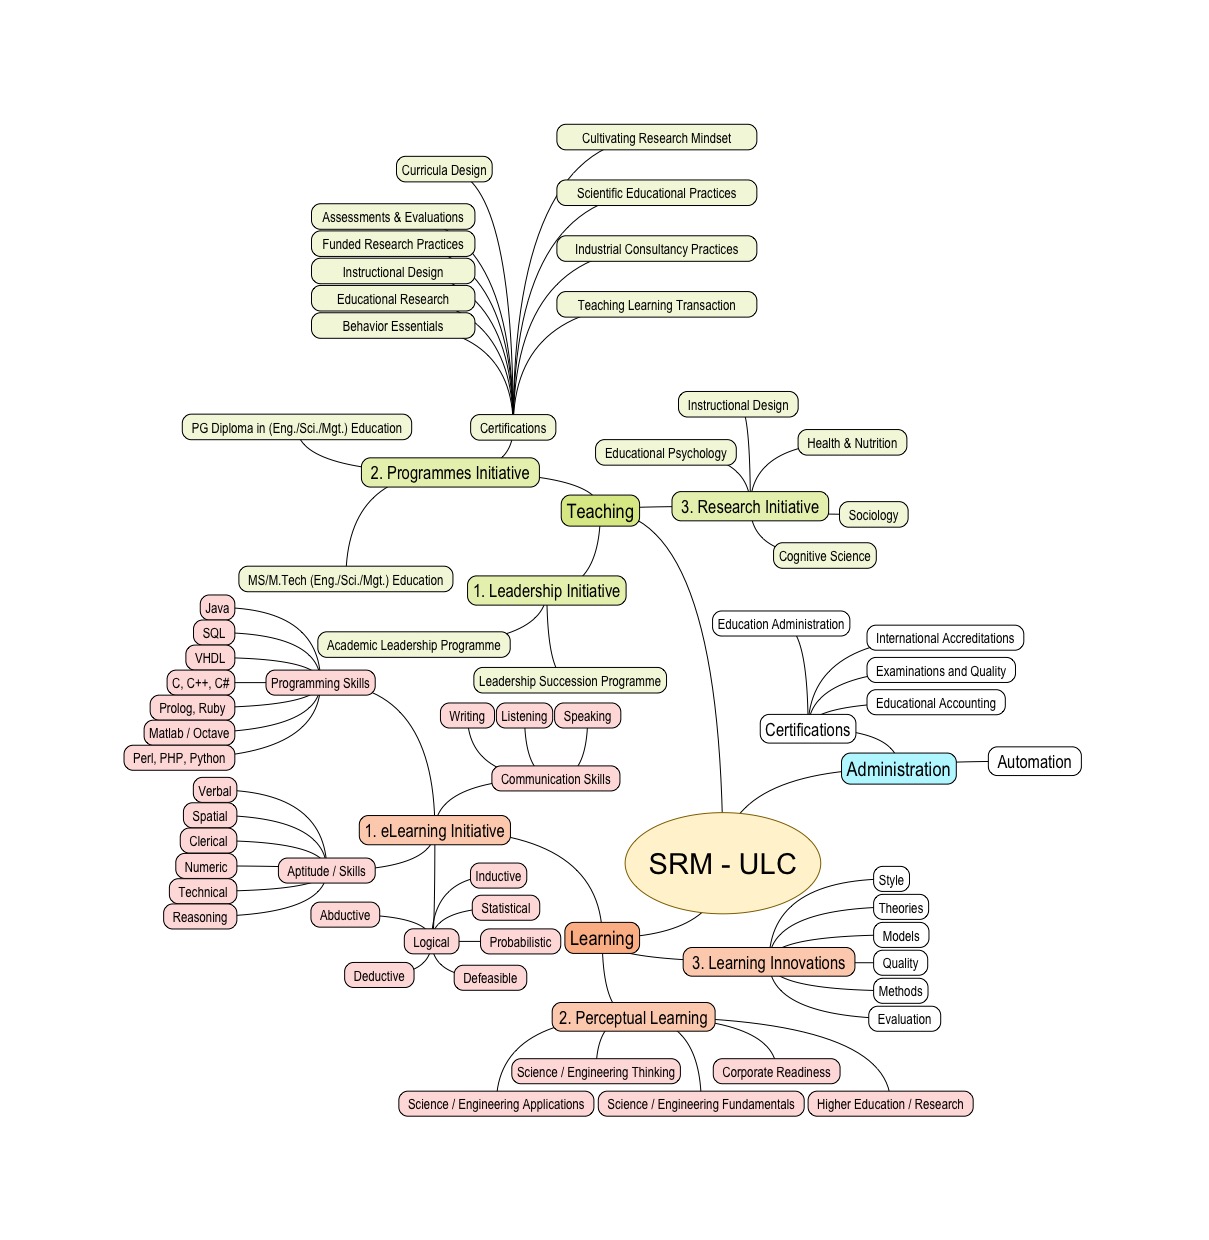 Cultivating Research Mindset
Curricula Design
Scientific Educational Practices
Assessments & Evaluations
Funded Research Practices
Industrial Consultancy Practices
Instructional Design
Educational Research
Teaching Learning Transaction
Behavior Essentials
Instructional Design
PG Diploma in (Eng./Sci./Mgt.) Education
Certifications
Health & Nutrition
Educational Psychology
2. Programmes Initiative
Teaching
3. Research Initiative
Sociology
Cognitive Science
MS/M.Tech (Eng./Sci./Mgt.) Education
1. Leadership Initiative
Java
Education Administration
SQL
International Accreditations
Academic Leadership Programme
VHDL
Examinations and Quality
C, C++, C#
Programming Skills
Leadership Succession Programme
Educational Accounting
Prolog, Ruby
Writing
Listening
Speaking
Matlab / Octave
Certifications
Perl, PHP, Python
Automation
Administration
Communication Skills
Verbal
Spatial
1. eLearning Initiative
Clerical
SRM - ULC
Numeric
Aptitude / Skills
Inductive
Style
Technical
Statistical
Theories
Abductive
Reasoning
Models
Learning
Logical
Probabilistic
3. Learning Innovations
Quality
Deductive
Defeasible
Methods
2. Perceptual Learning
Evaluation
Science / Engineering Thinking
Corporate Readiness
Science / Engineering Applications
Science / Engineering Fundamentals
Higher Education / Research